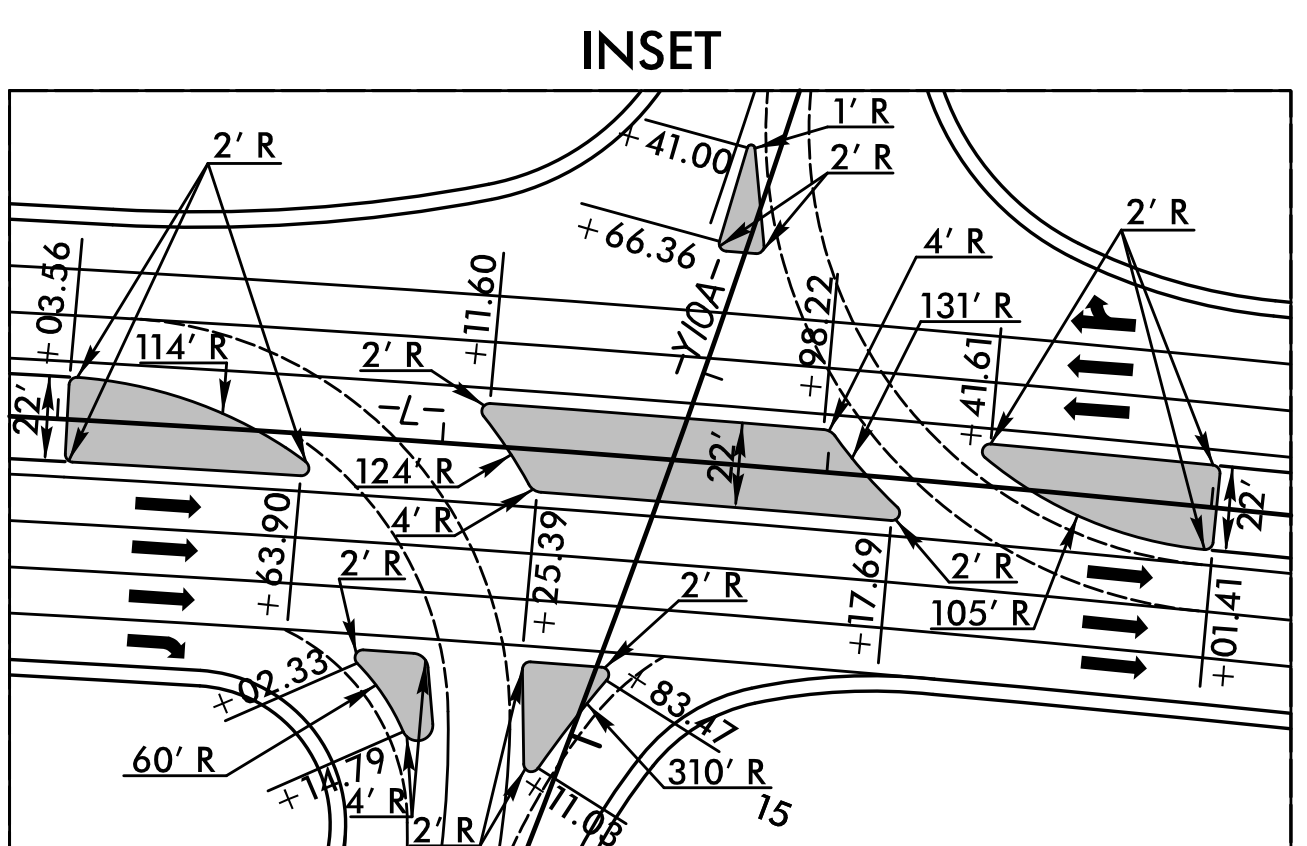 INSET
1' R
+41.00
2' R
2' R
+66.36
2' R
4' R
+03.56
+11.60
-Y10A-
+98.22
131' R
+41.61
114' R
2' R
22'
-L-
124' R
22'
22'
4' R
+63.90
+25.39
2' R
2' R
+17.69
2' R
105' R
+01.41
+02.33
+83.47
60' R
+14.79
4' R
310' R
+11.03
15
2' R